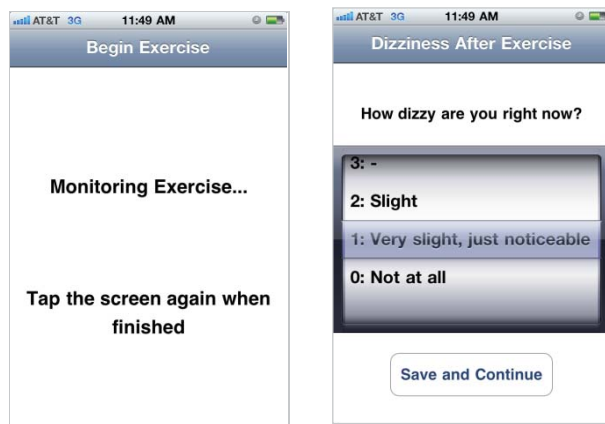 AT&T 3G 11:49 AM
Begin Exercise
Monitoring Exercise...
Tap the screen again when
finished
AT&T 3G 11:49 AM
Dizziness After Exercise
How dizzy are you right now?
3: -
2: Slight
1: Very slight, just noticeable
0: Not at all
Save and Continue